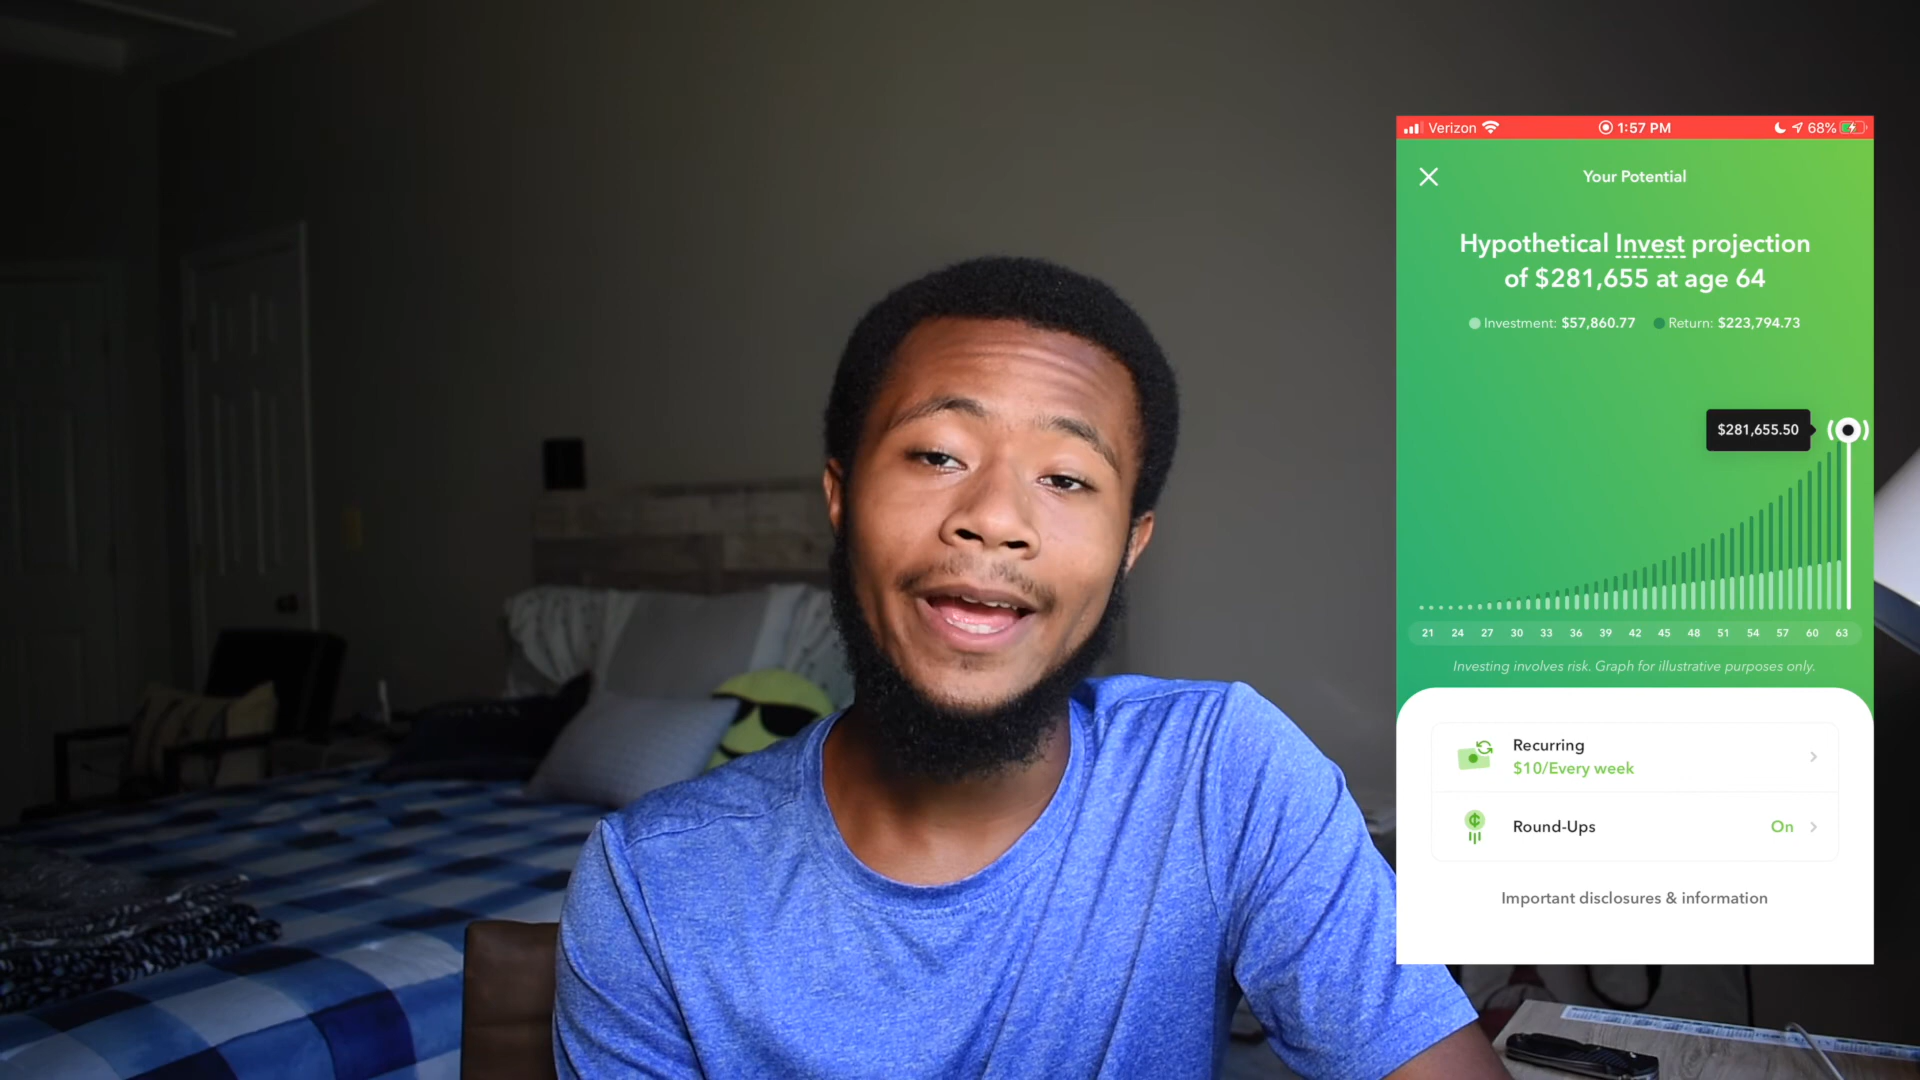 Verizon 1:57 PM 68%
Your Potential
Hypothetical Invest projection
of $281,655 at age 64
Investment: $57,860.77 Return: $223,794.73
$281,655.50
21 24 27 30 33 36 39 42 45 48 51 54 57 60 63
Investing involves risk. Graph for illustrative purposes only.
Recurring
$10/Every week
Round-Ups On
Important disclosures & information